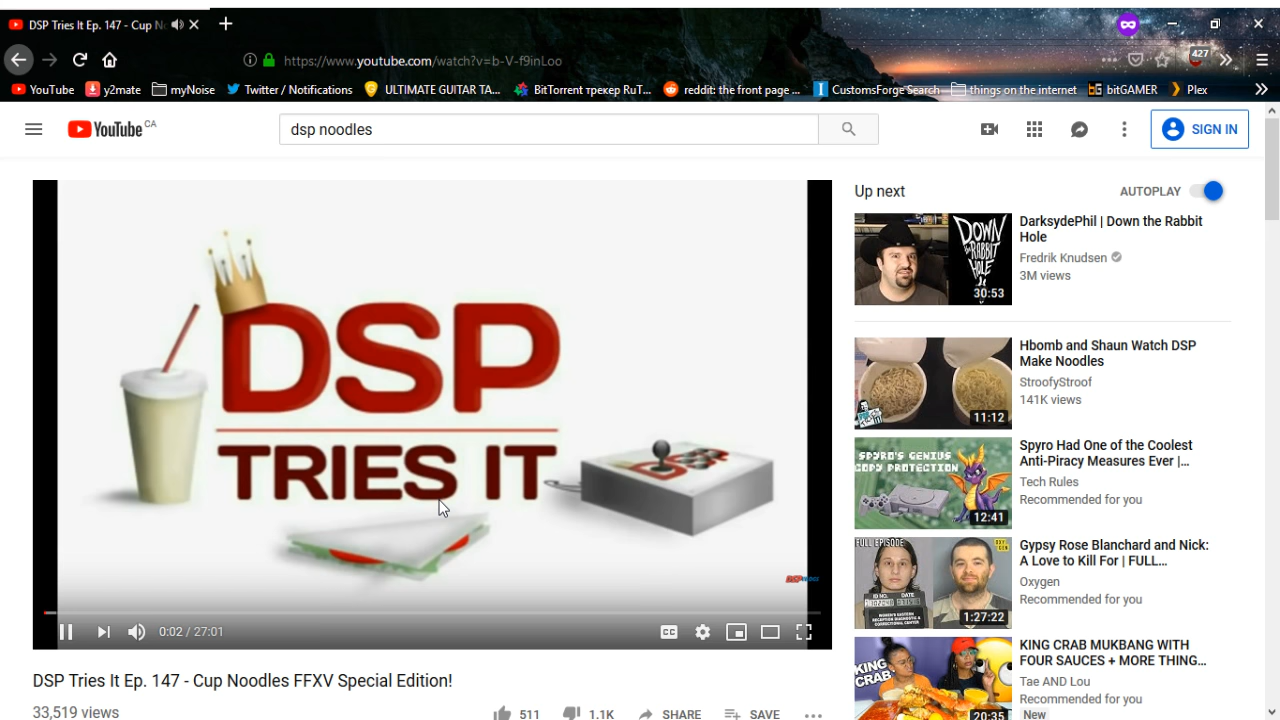 DSP Tries It Ep. 147 - Cup No
427
https://www.youtube.com/watch?v=b-V-f9inLoo
YouTube
y2mate
myNoise
Twitter / Notifications
ULTIMATE GUITAR TA...
BitTorrent трекер RuT...
reddit: the front page ...
CustomsForge Search
things on the internet
bitGAMER
Plex
YouTube CA
dsp noodles
SIGN IN
DSP
TRIES IT
DSP
0:02 / 27:01
CC
DSP Tries It Ep. 147 - Cup Noodles FFXV Special Edition!
33,519 views
511
1.1K
SHARE
SAVE
Up next
AUTOPLAY
DOWN
THE
RABBIT
HOLE
30:53
DarksydePhil | Down the Rabbit
Hole
Fredrik Knudsen
3M views
11:12
Hbomb and Shaun Watch DSP
Make Noodles
StroofyStroof
141K views
SPYRO'S GENIUS
COPY PROTECTION
12:41
Spyro Had One of the Coolest
Anti-Piracy Measures Ever |...
Tech Rules
Recommended for you
FULL EPISODE
1:27:22
Gypsy Rose Blanchard and Nick:
A Love to Kill For | FULL...
Oxygen
Recommended for you
KING
CRAB
20:35
KING CRAB MUKBANG WITH
FOUR SAUCES + MORE THING...
Tae AND Lou
Recommended for you
New